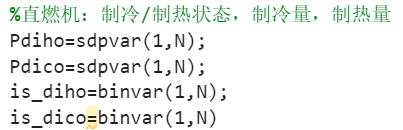 %直燃机：制冷/制热状态，制冷量，制热量
Pdiho=sdpvar(1,N);
Pdico=sdpvar(1,N);
is_diho=binvar(1,N);
is_dico=binvar(1,N)